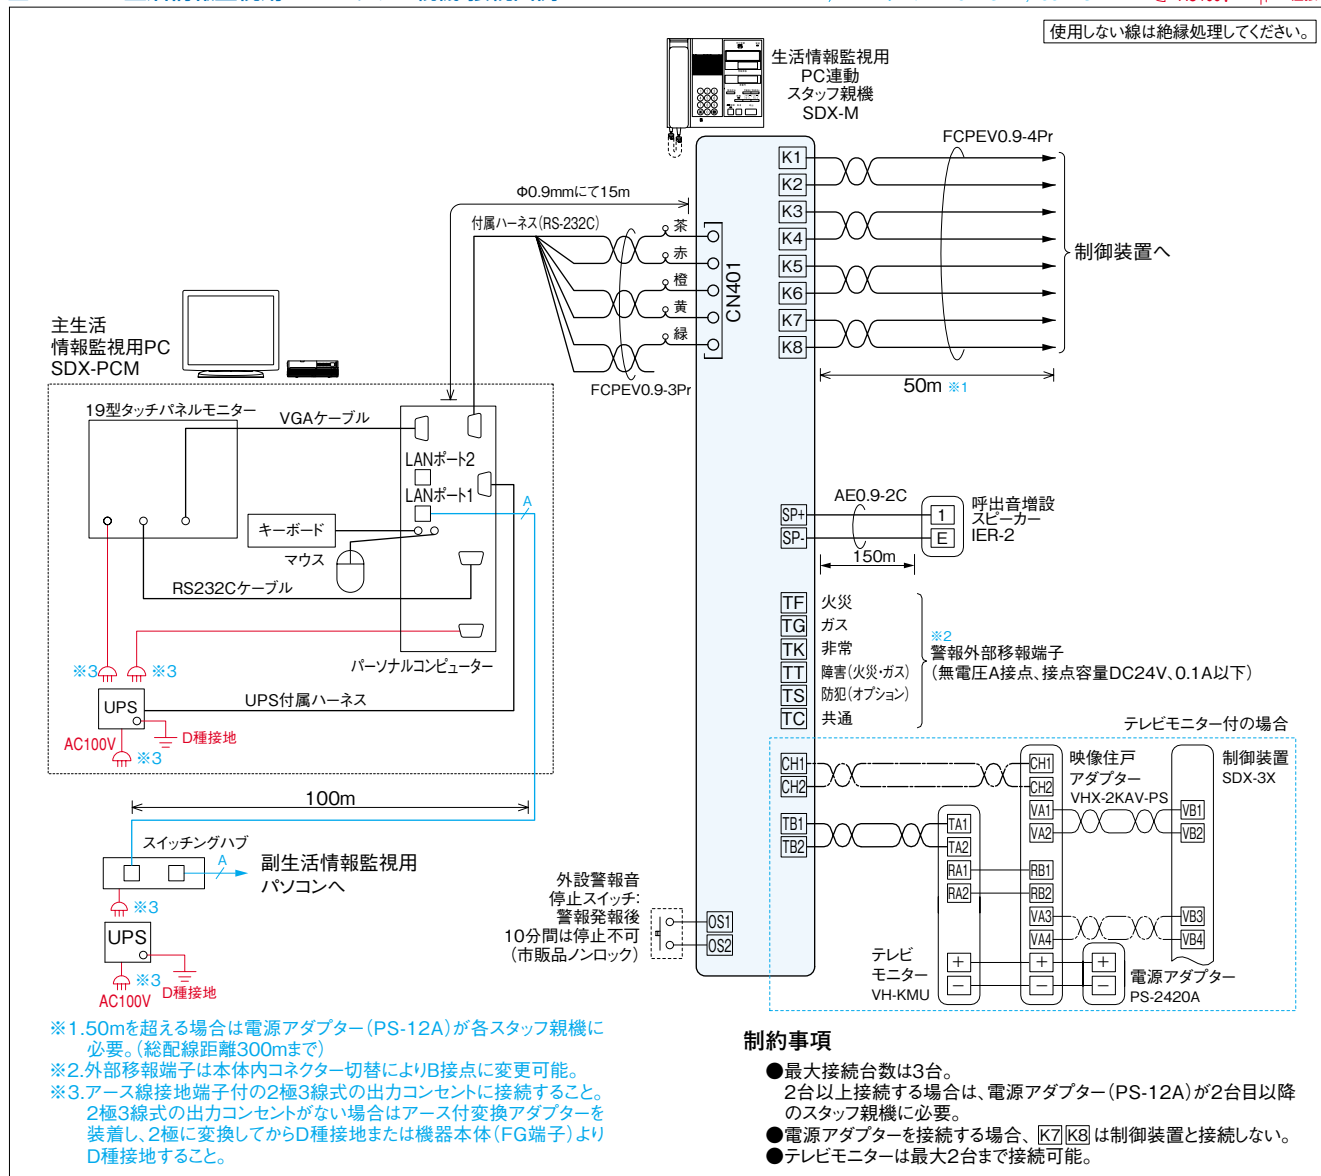 使用しない線は絶縁処理してください。
生活情報監視用
PC連動
スタッフ親機
SDX-M
FCPEV0.9-4Pr
K1
K2
K3
K4
K5
K6
K7
K8
制御装置へ
50m ※1
Φ0.9mmにて15m
付属ハーネス(RS-232C)
茶
赤
橙
黄
緑
CN401
FCPEV0.9-3Pr
主生活
情報監視用PC
SDX-PCM
19型タッチパネルモニター
VGAケーブル
LANポート2
LANポート1
A
キーボード
マウス
RS232Cケーブル
パーソナルコンピューター
※3
※3
UPS
UPS付属ハーネス
D種接地
AC100V
※3
100m
スイッチングハブ
A
副生活情報監視用
パソコンへ
※3
UPS
※3
D種接地
AC100V
SP+
SP-
AE0.9-2C
150m
1
E
呼出音増設
スピーカー
IER-2
TF 火災
TG ガス
TK 非常
TT 障害(火災・ガス)
TS 防犯(オプション)
TC 共通
※2
警報外部移報端子
(無電圧A接点、接点容量DC24V、0.1A以下)
テレビモニター付の場合
CH1
CH2
TB1
TB2
CH1
CH2
VA1
VA2
RB1
RB2
VA3
VA4
+
−
映像住戸
アダプター
VHX-2KAV-PS
制御装置
SDX-3X
VB1
VB2
VB3
VB4
TA1
TA2
RA1
RA2
+
−
テレビ
モニター
VH-KMU
+
−
電源アダプター
PS-2420A
外設警報音
停止スイッチ:
警報発報後
10分間は停止不可
(市販品ノンロック)
OS1
OS2
※1.50mを超える場合は電源アダプター(PS-12A)が各スタッフ親機に
必要。(総配線距離300mまで)
※2.外部移報端子は本体内コネクター切替によりB接点に変更可能。
※3.アース線接地端子付の2極3線式の出力コンセントに接続すること。
2極3線式の出力コンセントがない場合はアース付変換アダプターを
装着し、2極に変換してからD種接地または機器本体(FG端子)より
D種接地すること。
制約事項
●最大接続台数は3台。
2台以上接続する場合は、電源アダプター(PS-12A)が2台目以降
のスタッフ親機に必要。
●電源アダプターを接続する場合、K7 K8は制御装置と接続しない。
●テレビモニターは最大2台まで接続可能。